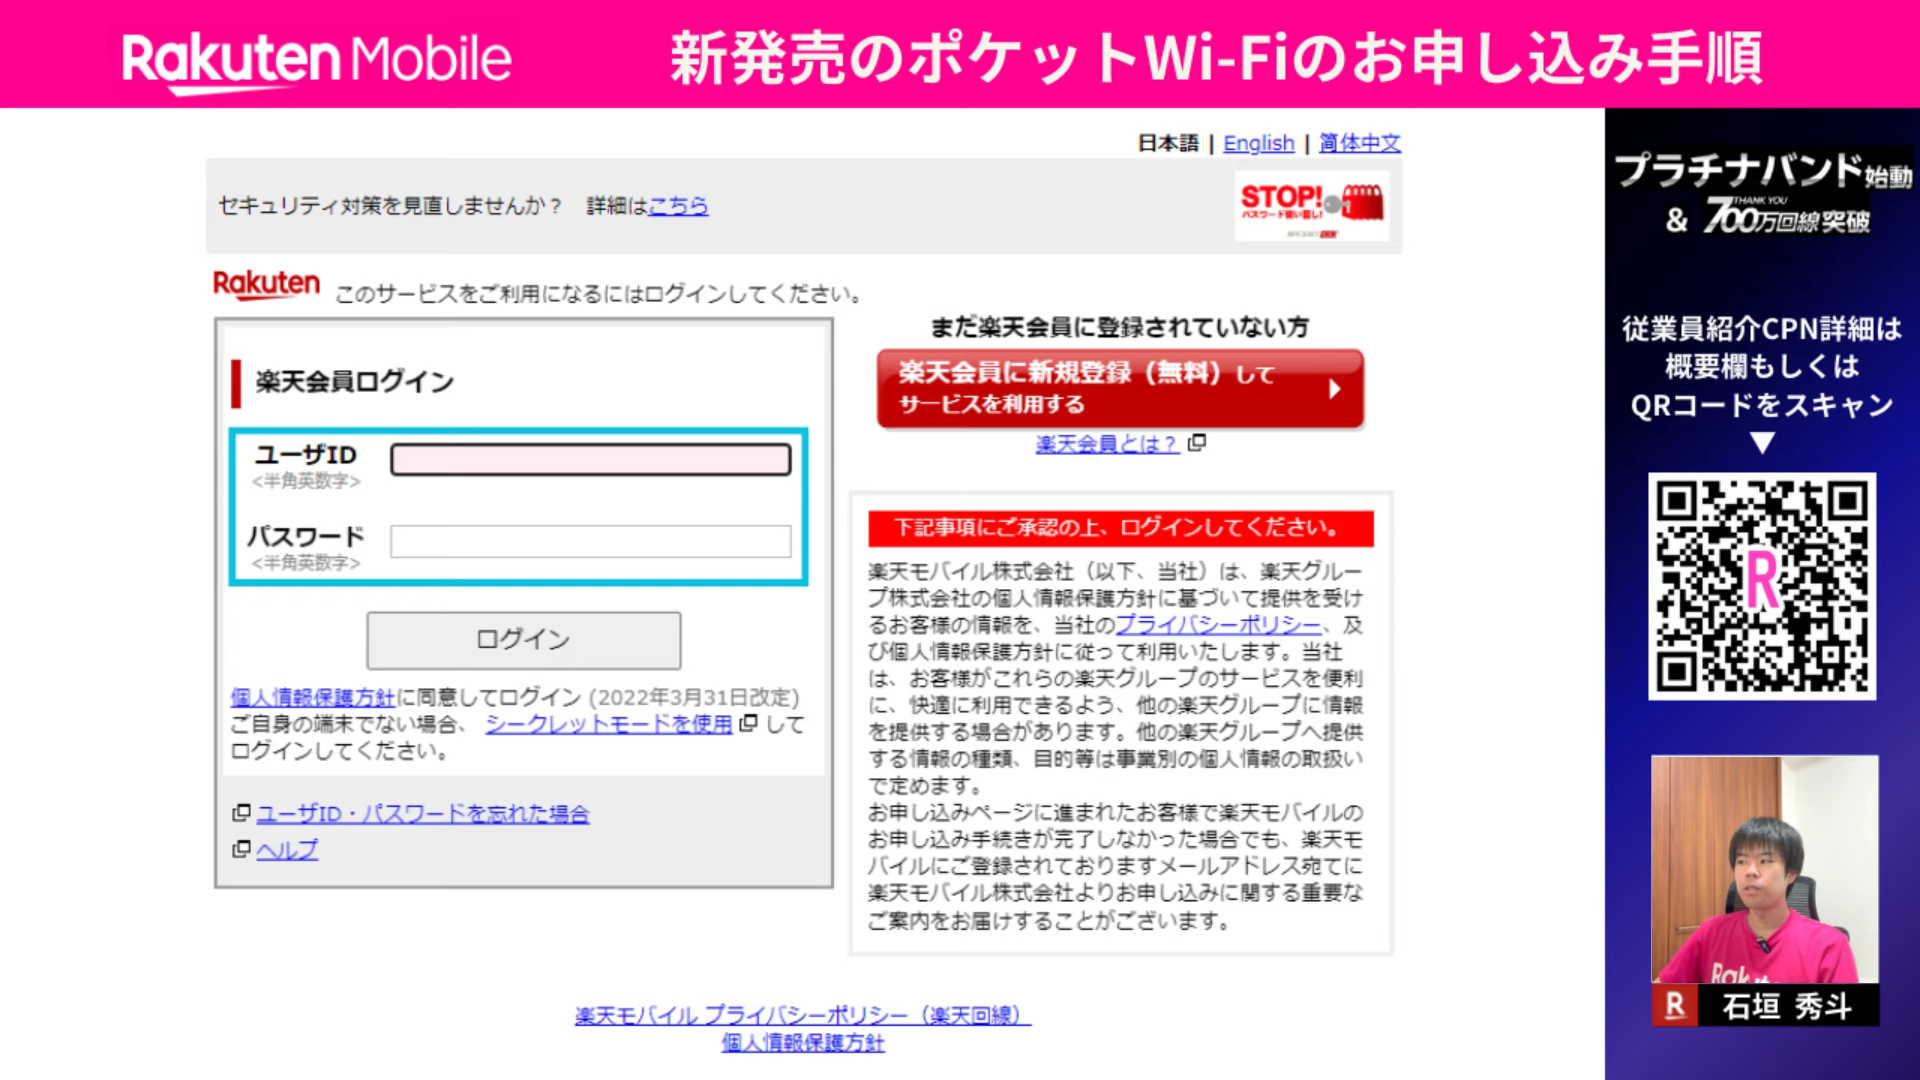 Rakuten Mobile
新発売のポケットWi-Fiのお申し込み手順
日本語 | English | 简体中文
セキュリティ対策を見直しませんか？ 詳細はこちら
STOP!
パスワード使い回し!
Rakuten このサービスをご利用になるにはログインしてください。
楽天会員ログイン
ユーザID
<半角英数字>
パスワード
<半角英数字>
ログイン
個人情報保護方針に同意してログイン (2022年3月31日改定)
ご自身の端末でない場合、 シークレットモードを使用 して
ログインしてください。
ユーザID・パスワードを忘れた場合
ヘルプ
まだ楽天会員に登録されていない方
楽天会員に新規登録（無料）して
サービスを利用する
楽天会員とは？
下記事項にご承認の上、ログインしてください。
楽天モバイル株式会社（以下、当社）は、楽天グルー
プ株式会社の個人情報保護方針に基づいて提供を受け
るお客様の情報を、当社のプライバシーポリシー、及
び個人情報保護方針に従って利用いたします。当社
は、お客様がこれらの楽天グループのサービスを便利
に、快適に利用できるよう、他の楽天グループに情報
を提供する場合があります。他の楽天グループへ提供
する情報の種類、目的等は事業別の個人情報の取扱い
で定めます。
お申し込みページに進まれたお客様で楽天モバイルの
お申し込み手続きが完了しなかった場合でも、楽天モ
バイルにご登録されておりますメールアドレス宛てに
楽天モバイル株式会社よりお申し込みに関する重要な
ご案内をお届けすることがございます。
楽天モバイル プライバシーポリシー（楽天回線）
個人情報保護方針
プラチナバンド始動
THANK YOU
& 700万回線突破
従業員紹介CPN詳細は
概要欄もしくは
QRコードをスキャン
▼
R
R 石垣 秀斗